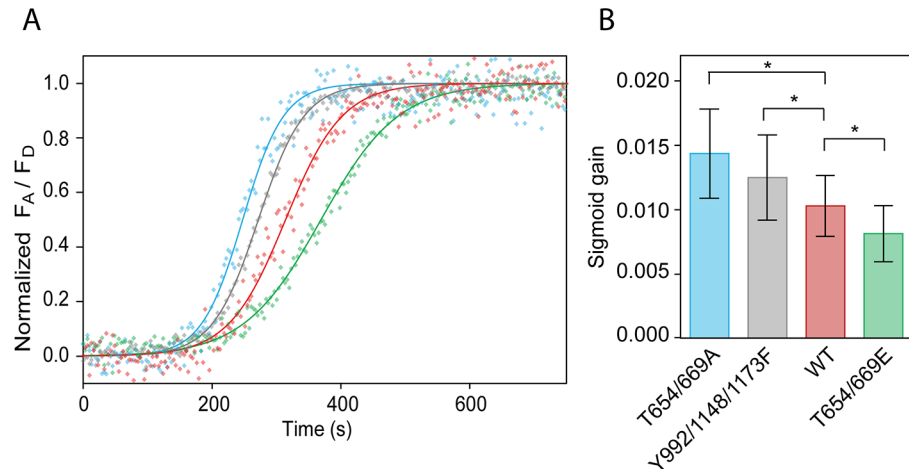 A
Normalized F_A / F_D
1.0
0.8
0.6
0.4
0.2
0.0
0 200 400 600
Time (s)
B
Sigmoid gain
0.020
0.015
0.010
0.005
0.000
* * *
T654/669A
Y992/1148/1173F
WT
T654/669E